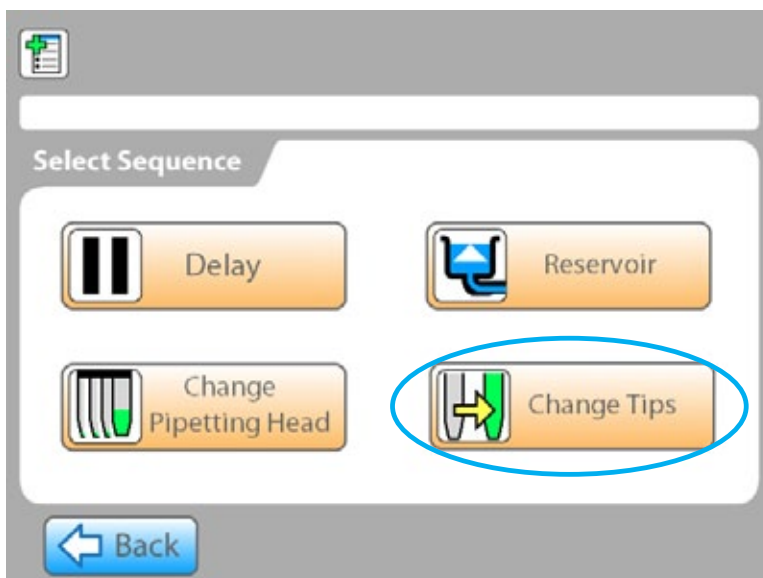 Select Sequence
Delay
Reservoir
Change
Pipetting Head
Change Tips
Back